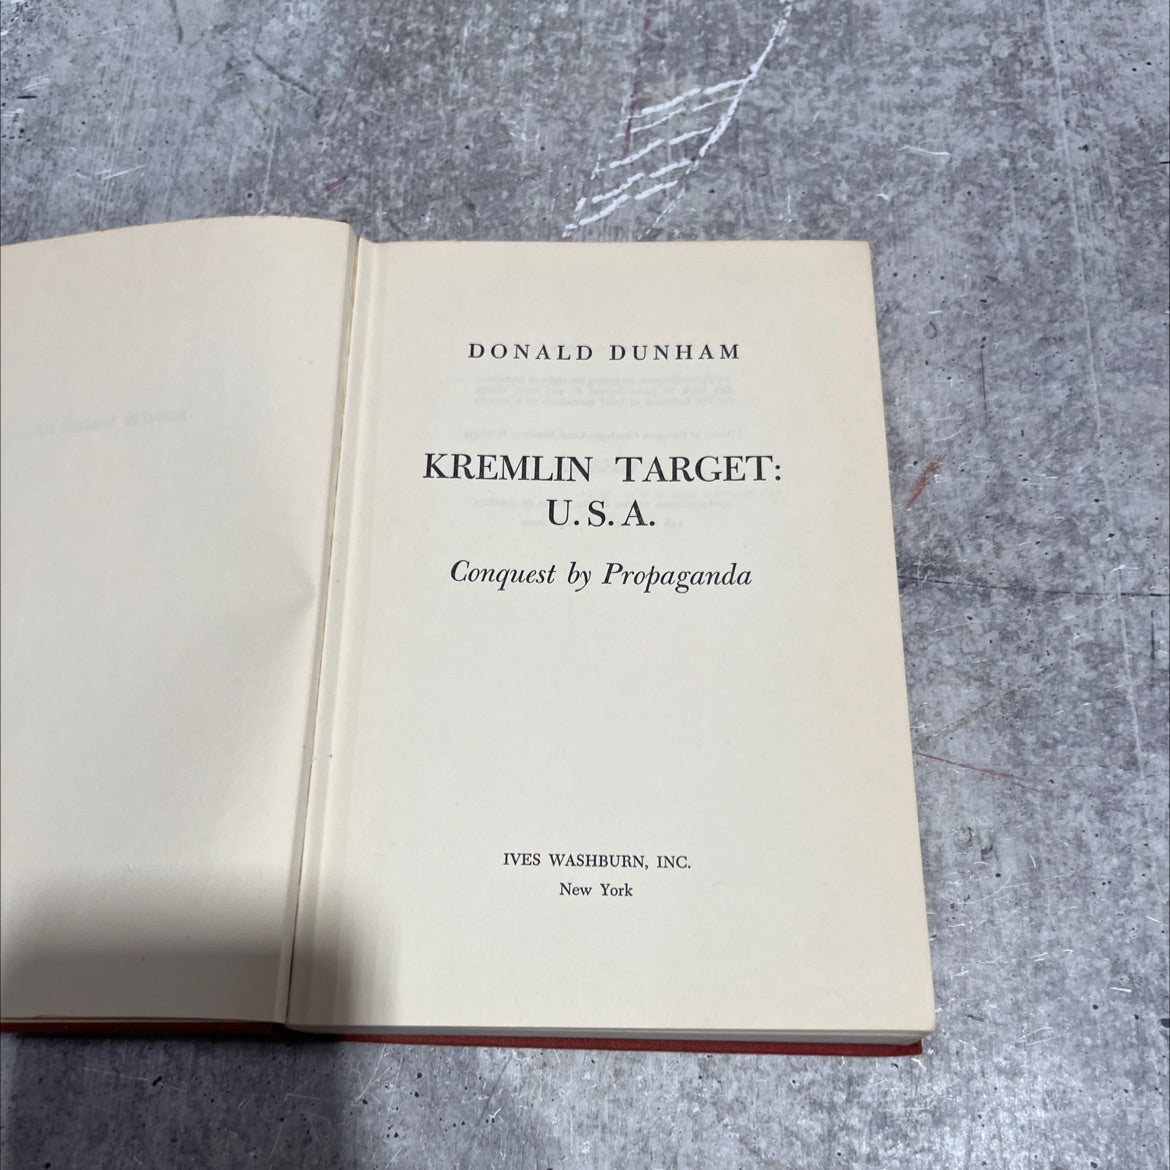 DONALD DUNHAM
KREMLIN TARGET:
U.S.A.
Conquest by Propaganda
IVES WASHBURN, INC.
New York